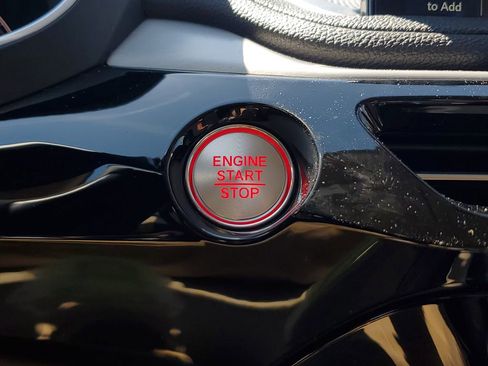 to Add
ENGINE
START
STOP